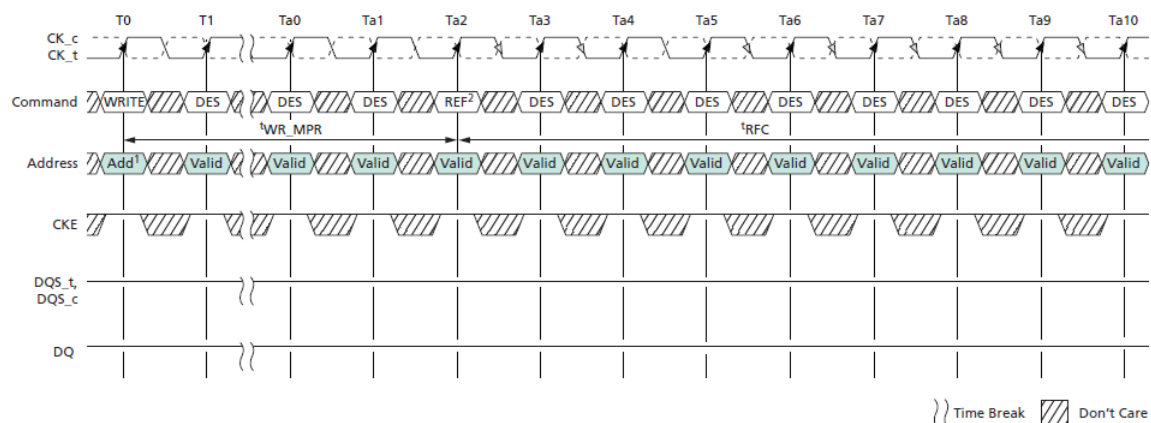 T0 T1 Ta0 Ta1 Ta2 Ta3 Ta4 Ta5 Ta6 Ta7 Ta8 Ta9 Ta10
CK_c
CK_t
Command WRITE DES DES DES REF² DES DES DES DES DES DES DES DES
tWR_MPR tRFC
Address Add¹ Valid Valid Valid Valid Valid Valid Valid Valid Valid Valid Valid Valid
CKE
DQS_t,
DQS_c
DQ
Time Break Don't Care